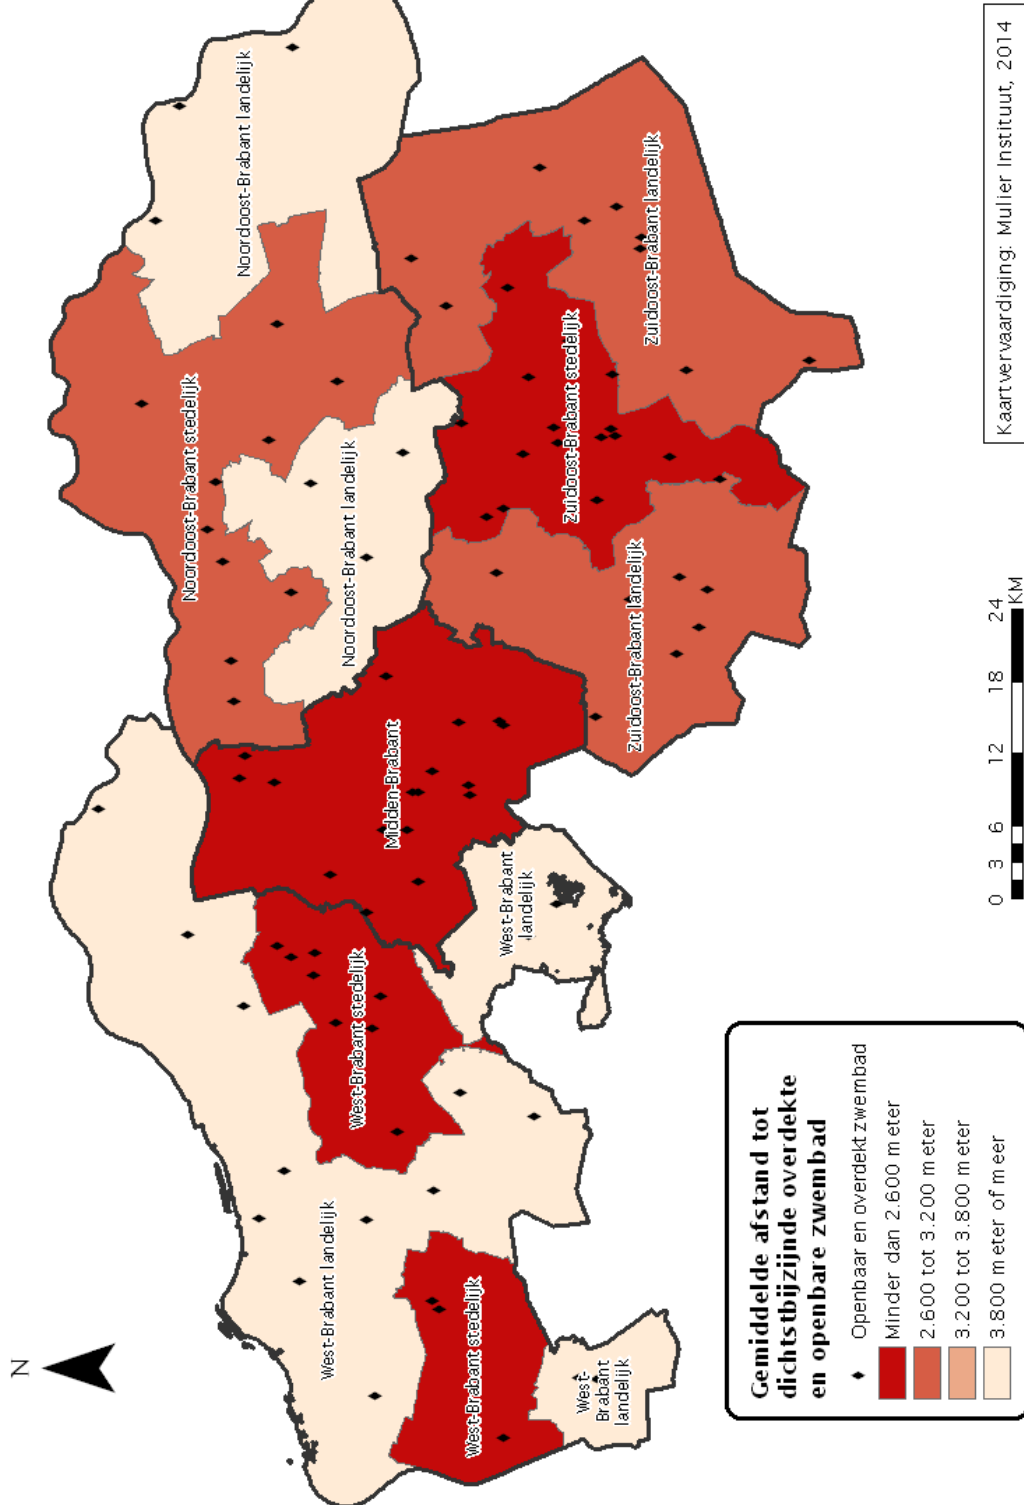 N
West-Brabant landelijk
West-Brabant stedelijk
West-
Brabant
landelijk
West-Brabant stedelijk
West-Brabant
landelijk
Midden-Brabant
Noordoost-Brabant stedelijk
Noordoost-Brabant landelijk
Noordoost-Brabant landelijk
Zuidoost-Brabant landelijk
Zuidoost-Brabant stedelijk
Zuidoost-Brabant landelijk
Gemiddelde afstand tot
dichtstbijzijnde overdekte
en openbare zwembad
Openbaar en overdekt zwembad
Minder dan 2.600 meter
2.600 tot 3.200 meter
3.200 tot 3.800 meter
3.800 meter of meer
0 3 6 12 18 24
KM
Kaartvervaardiging: Mulier Instituut, 2014